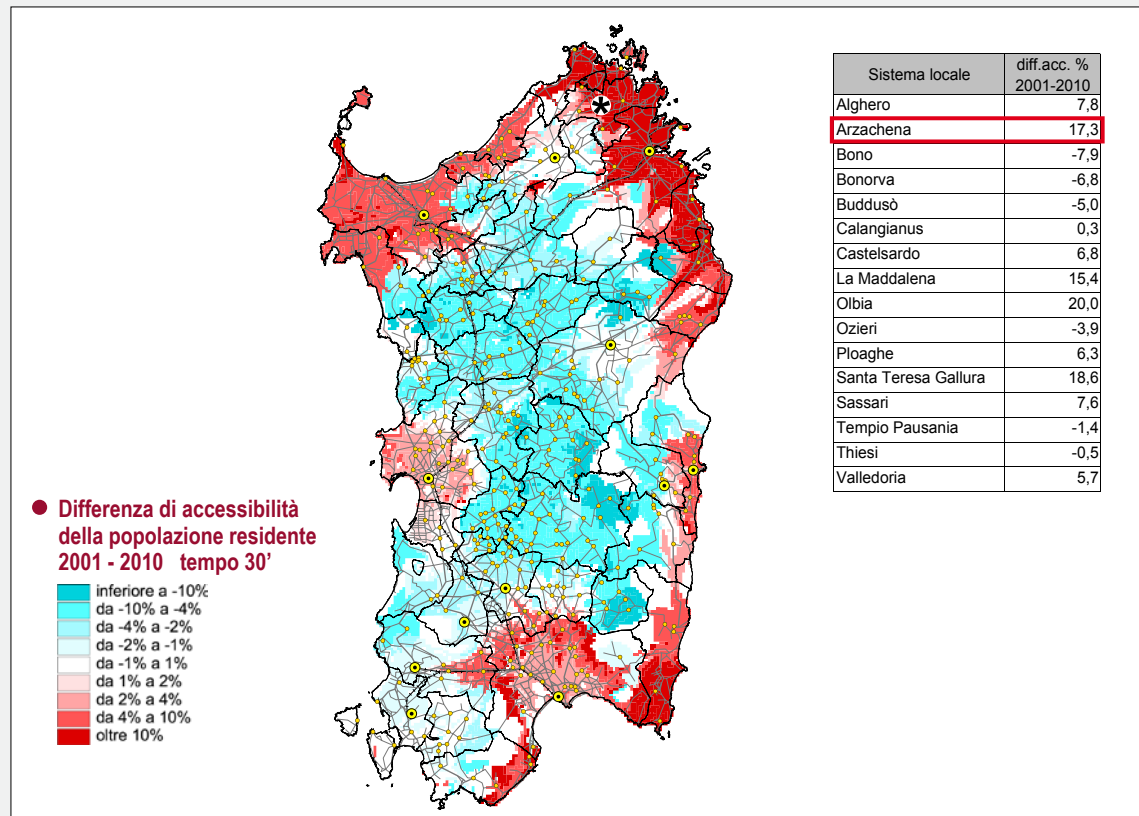 Sistema locale diff.acc. % 2001-2010
Alghero 7,8
Arzachena 17,3
Bono -7,9
Bonorva -6,8
Buddusò -5,0
Calangianus 0,3
Castelsardo 6,8
La Maddalena 15,4
Olbia 20,0
Ozieri -3,9
Ploaghe 6,3
Santa Teresa Gallura 18,6
Sassari 7,6
Tempio Pausania -1,4
Thiesi -0,5
Valledoria 5,7
Differenza di accessibilità
della popolazione residente
2001 - 2010 tempo 30’
inferiore a -10%
da -10% a -4%
da -4% a -2%
da -2% a -1%
da -1% a 1%
da 1% a 2%
da 2% a 4%
da 4% a 10%
oltre 10%